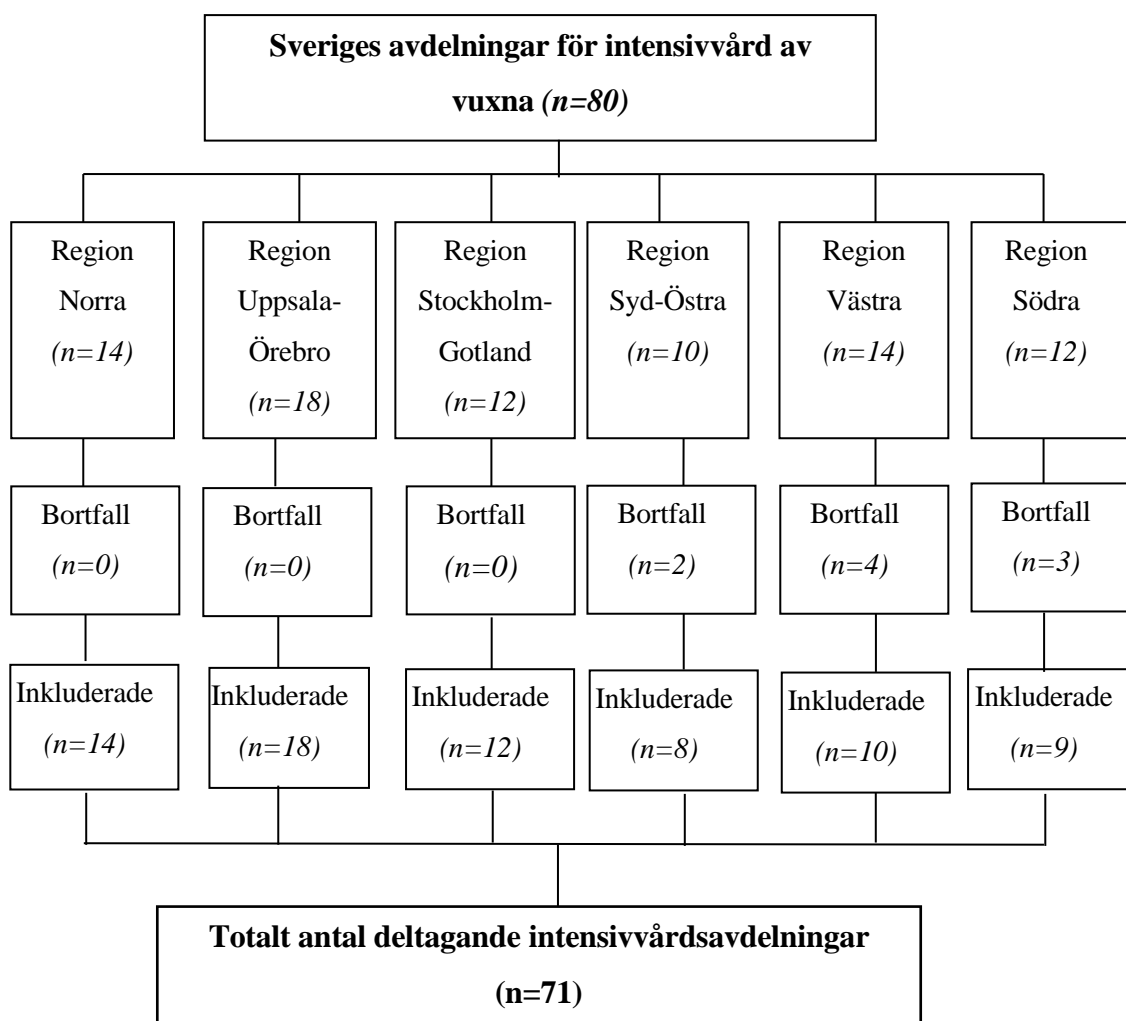 Sveriges avdelningar för intensivvård av
vuxna (n=80)
Region
Norra
(n=14)
Region
Uppsala-
Örebro
(n=18)
Region
Stockholm-
Gotland
(n=12)
Region
Syd-Östra
(n=10)
Region
Västra
(n=14)
Region
Södra
(n=12)
Bortfall
(n=0)
Bortfall
(n=0)
Bortfall
(n=0)
Bortfall
(n=2)
Bortfall
(n=4)
Bortfall
(n=3)
Inkluderade
(n=14)
Inkluderade
(n=18)
Inkluderade
(n=12)
Inkluderade
(n=8)
Inkluderade
(n=10)
Inkluderade
(n=9)
Totalt antal deltagande intensivvårdsavdelningar
(n=71)